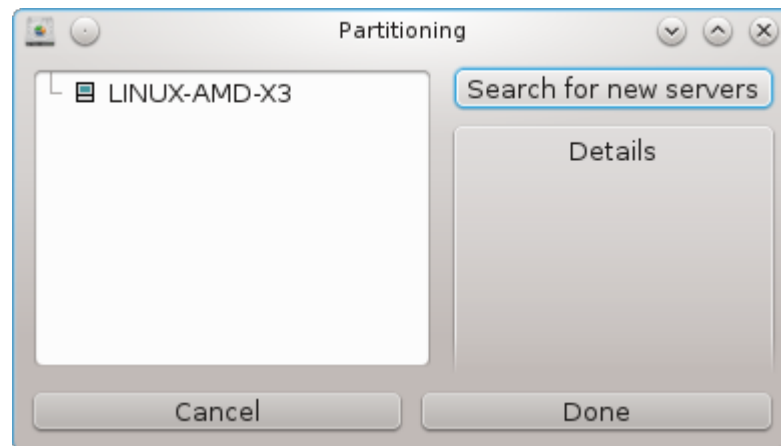 Partitioning
LINUX-AMD-X3
Search for new servers
Details
Cancel
Done